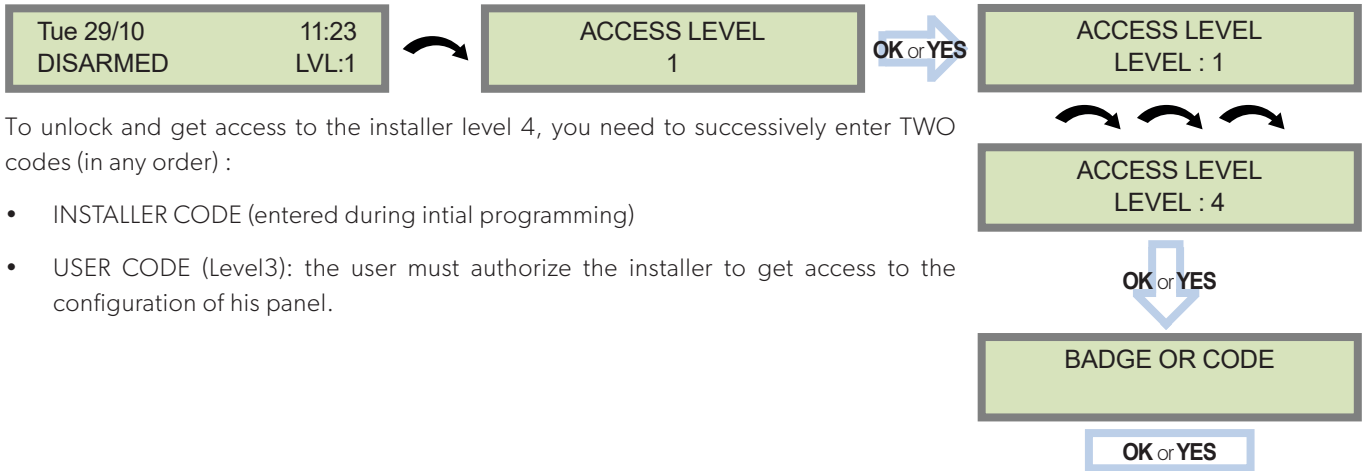 Tue 29/10 11:23
DISARMED LVL:1
ACCESS LEVEL
1
OK or YES
ACCESS LEVEL
LEVEL : 1
To unlock and get access to the installer level 4, you need to successively enter TWO
codes (in any order) :
• INSTALLER CODE (entered during intial programming)
• USER CODE (Level3): the user must authorize the installer to get access to the
configuration of his panel.
ACCESS LEVEL
LEVEL : 4
OK or YES
BADGE OR CODE
OK or YES